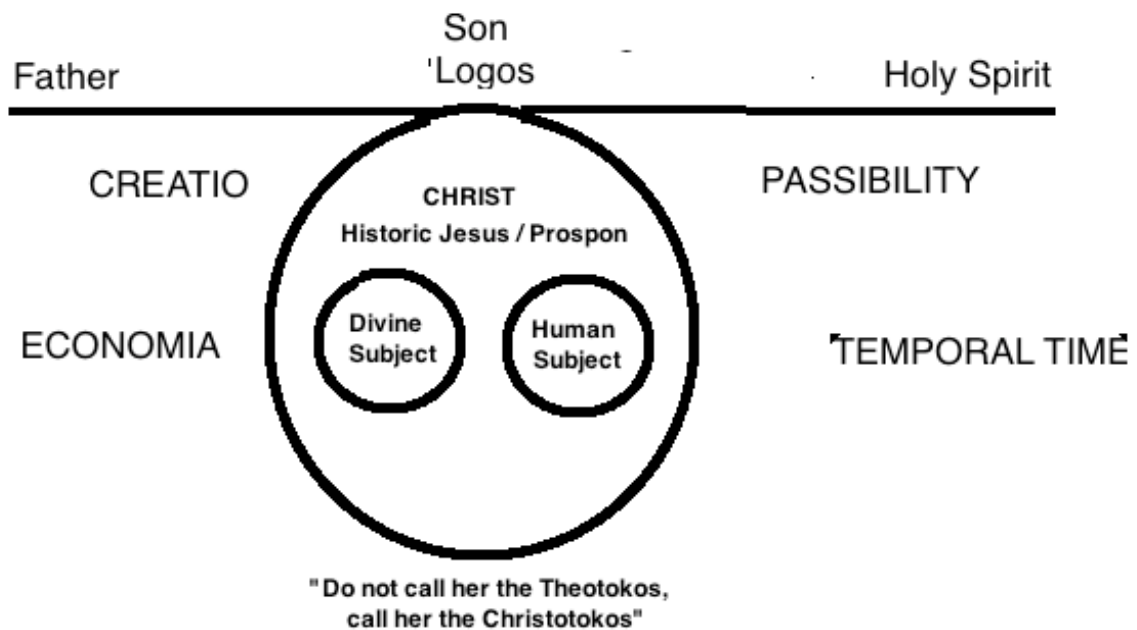 Son
Father 'Logos Holy Spirit
CREATIO PASSIBILITY
CHRIST
Historic Jesus / Prospon
Divine Subject
Human Subject
ECONOMIA TEMPORAL TIME
"Do not call her the Theotokos,
call her the Christotokos"